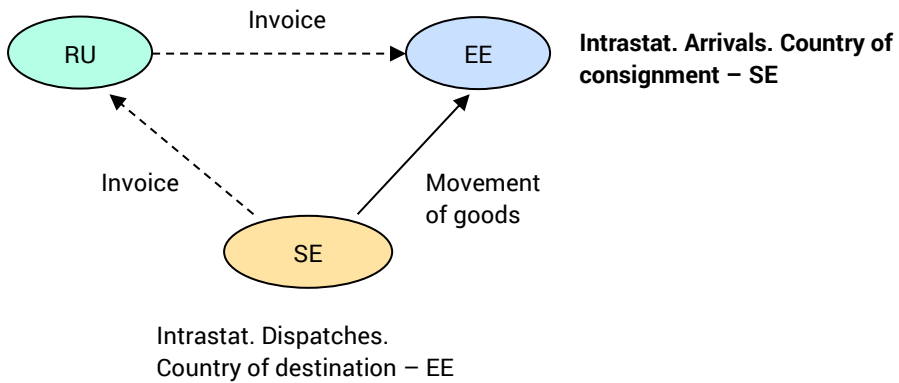 Invoice
RU
EE
Intrastat. Arrivals. Country of
consignment – SE
Invoice
Movement
of goods
SE
Intrastat. Dispatches.
Country of destination – EE